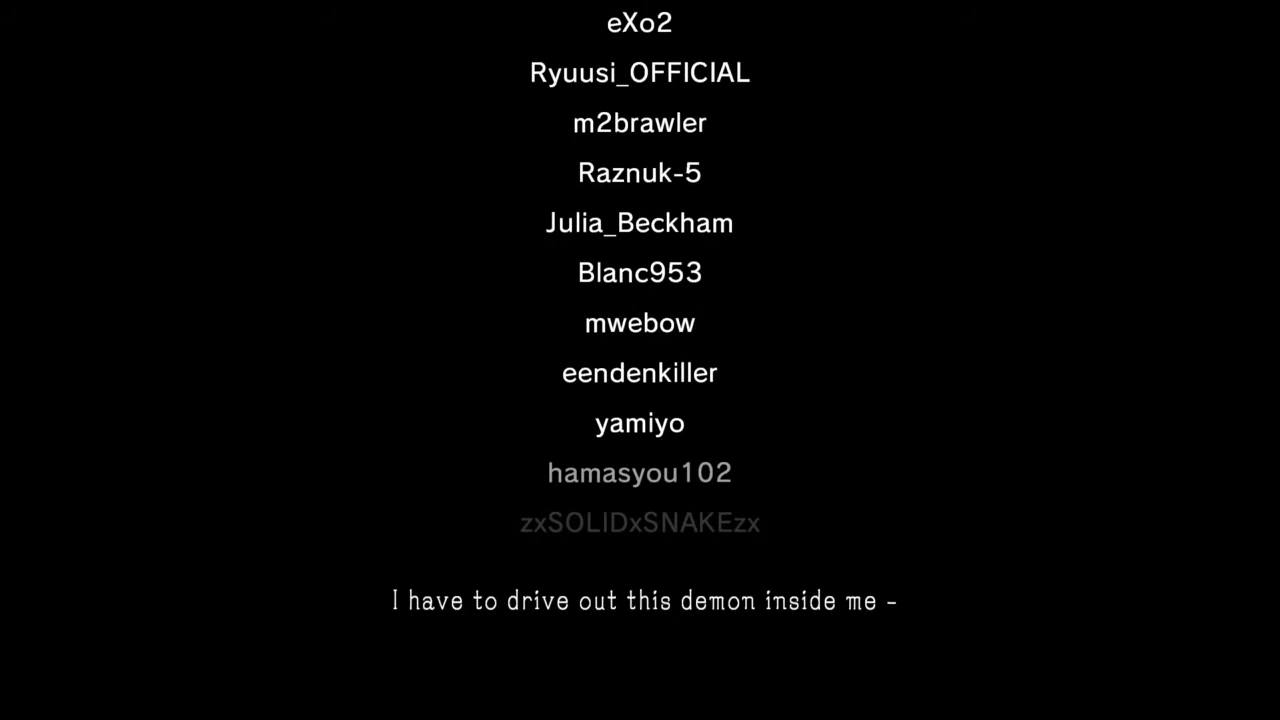 eXo2
Ryuusi_OFFICIAL
m2brawler
Raznuk-5
Julia_Beckham
Blanc953
mwebow
eendenkiller
yamiyo
hamasyou102
zxSOLIDxSNAKEzx
I have to drive out this demon inside me -